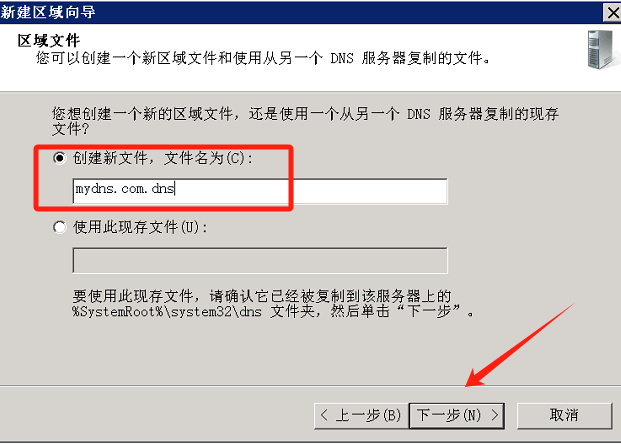 新建区域向导
区域文件
您可以创建一个新区域文件和使用从另一个 DNS 服务器复制的文件。
您想创建一个新的区域文件，还是使用一个从另一个 DNS 服务器复制的现存
文件?
创建新文件，文件名为(C):
mydns.com.dns
使用此现存文件(U):
要使用此现存文件，请确认它已经被复制到该服务器上的
%SystemRoot%\system32\dns 文件夹，然后单击“下一步”。
< 上一步(B) 下一步(N) > 取消